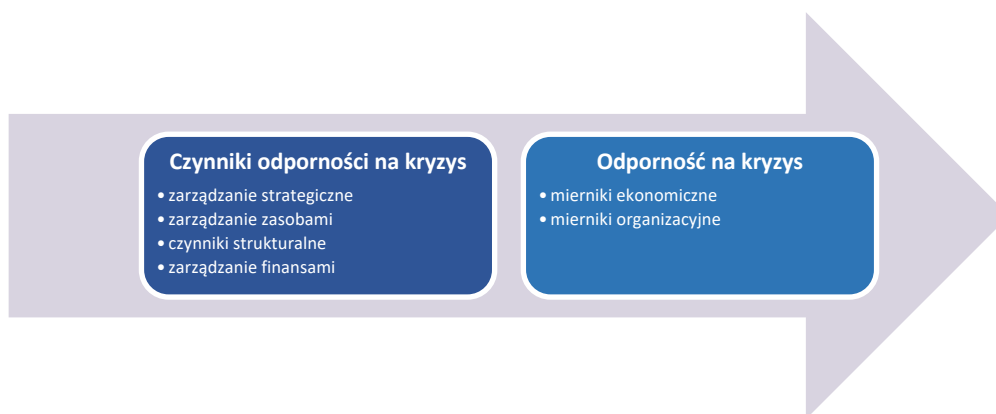 Czynniki odporności na kryzys
• zarządzanie strategiczne
• zarządzanie zasobami
• czynniki strukturalne
• zarządzanie finansami
Odporność na kryzys
• mierniki ekonomiczne
• mierniki organizacyjne